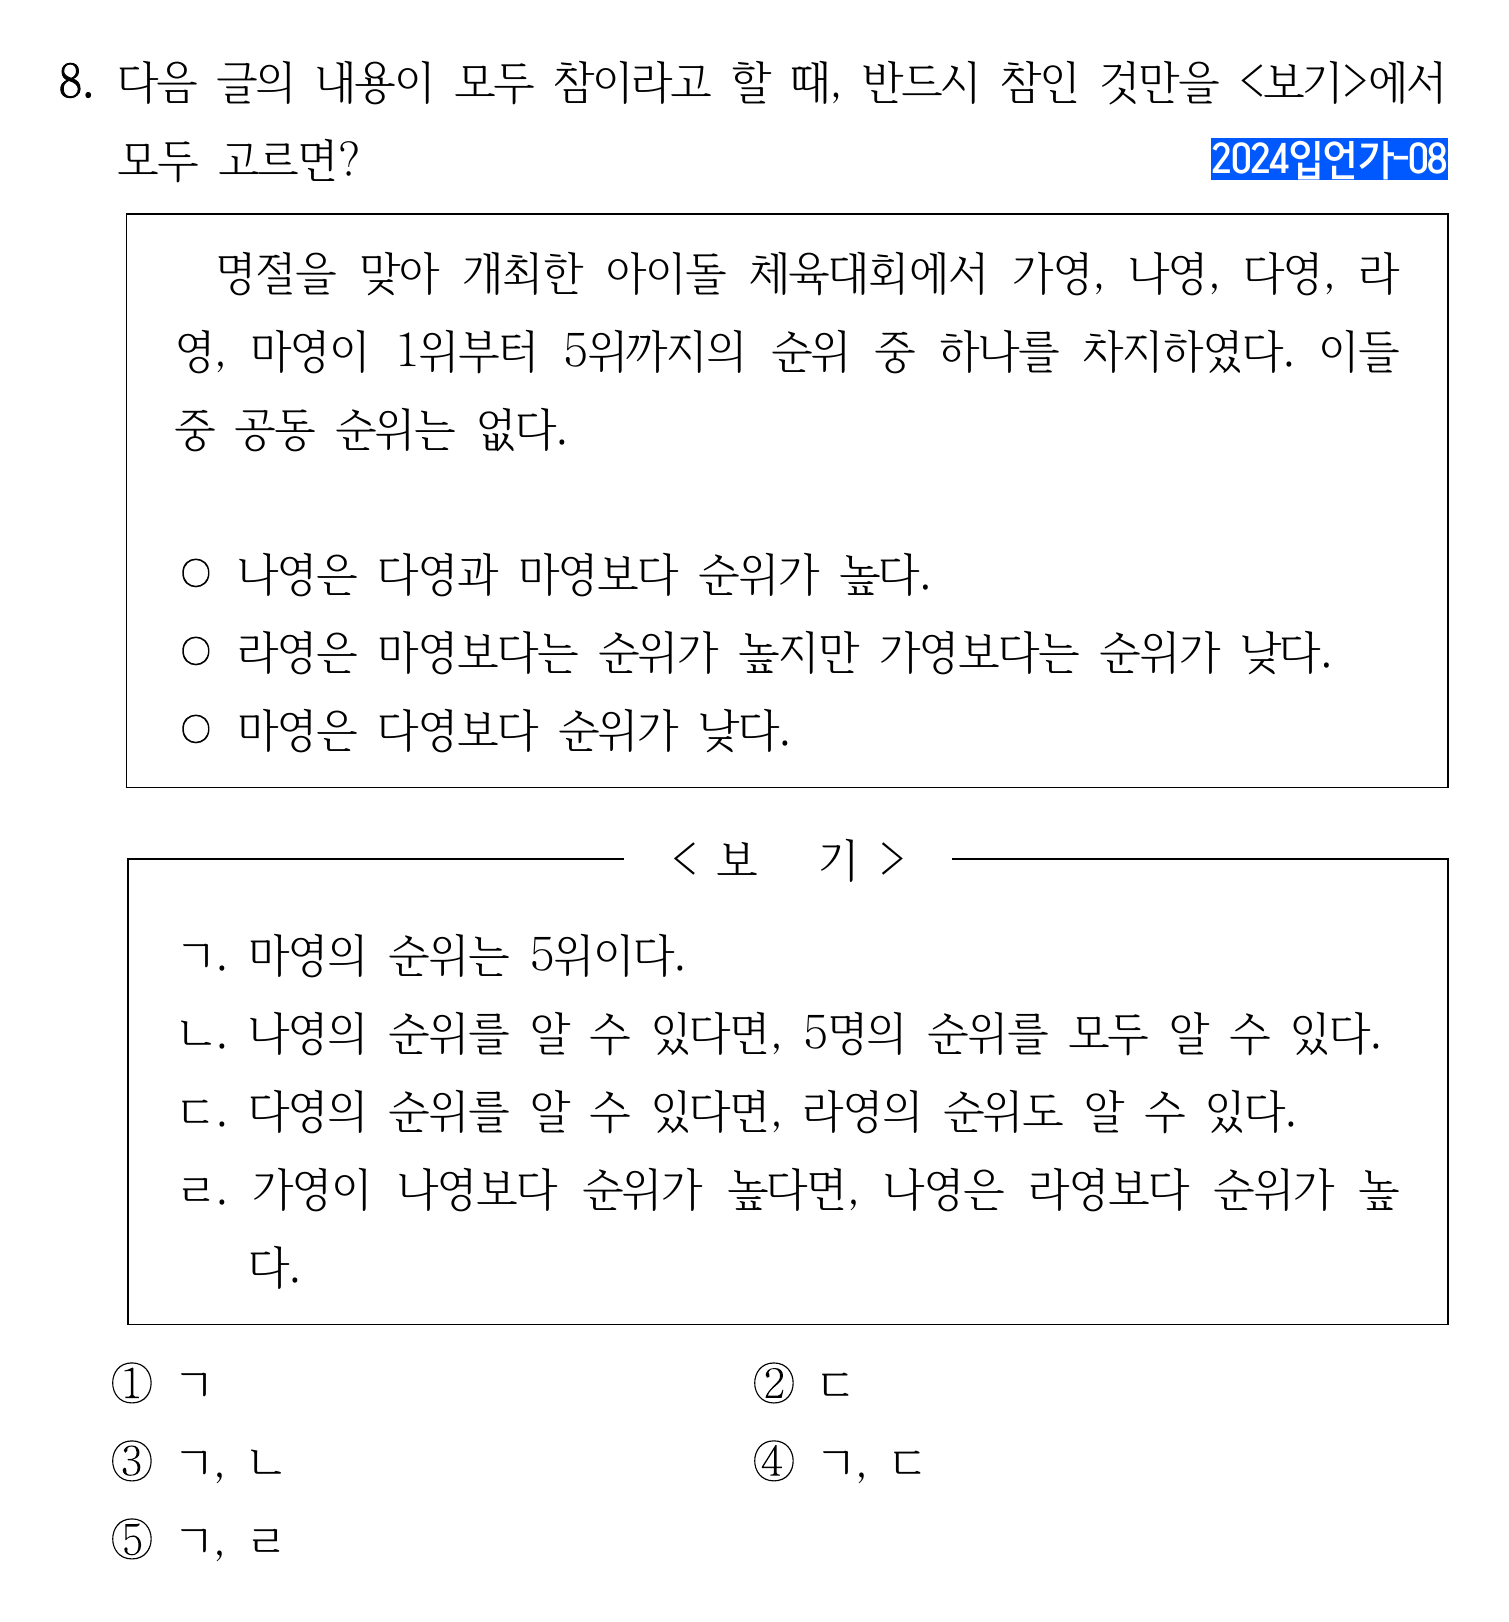 8. 다음 글의 내용이 모두 참이라고 할 때, 반드시 참인 것만을 <보기>에서
모두 고르면?
2024입언가-08
명절을 맞아 개최한 아이돌 체육대회에서 가영, 나영, 다영, 라
영, 마영이 1위부터 5위까지의 순위 중 하나를 차지하였다. 이들
중 공동 순위는 없다.
○ 나영은 다영과 마영보다 순위가 높다.
○ 라영은 마영보다는 순위가 높지만 가영보다는 순위가 낮다.
○ 마영은 다영보다 순위가 낮다.
< 보 기 >
ㄱ. 마영의 순위는 5위이다.
ㄴ. 나영의 순위를 알 수 있다면, 5명의 순위를 모두 알 수 있다.
ㄷ. 다영의 순위를 알 수 있다면, 라영의 순위도 알 수 있다.
ㄹ. 가영이 나영보다 순위가 높다면, 나영은 라영보다 순위가 높
다.
① ㄱ
② ㄷ
③ ㄱ, ㄴ
④ ㄱ, ㄷ
⑤ ㄱ, ㄹ